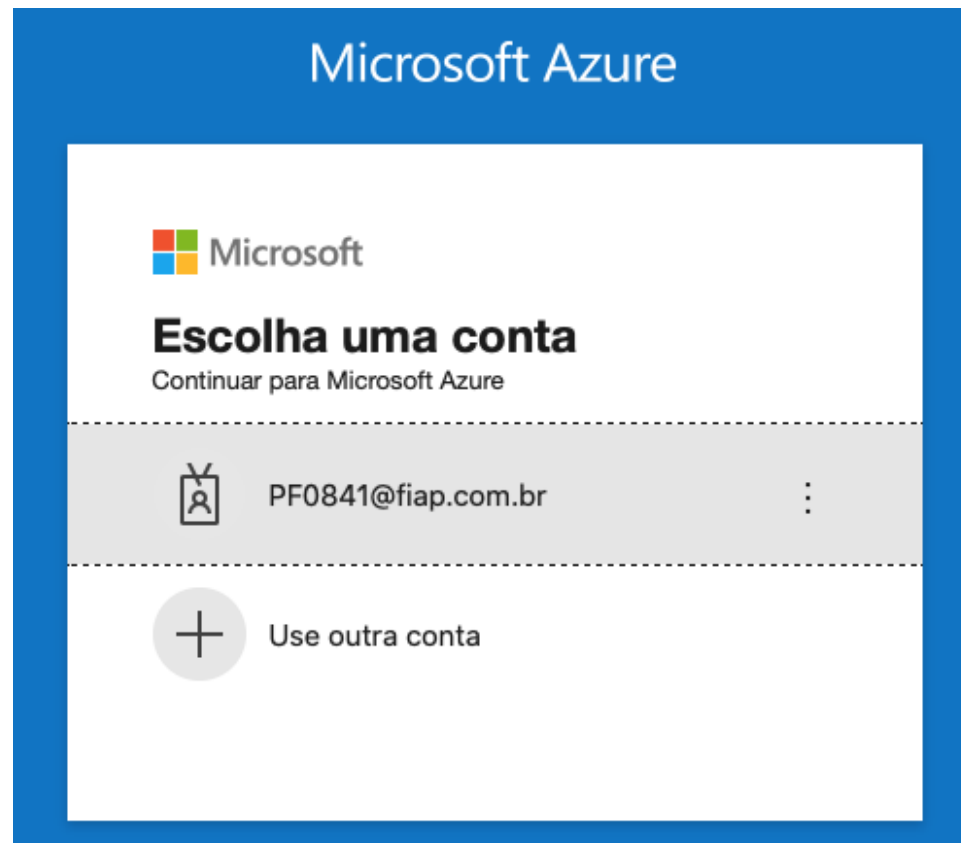 Microsoft Azure
Microsoft
Escolha uma conta
Continuar para Microsoft Azure
PF0841@fiap.com.br
Use outra conta